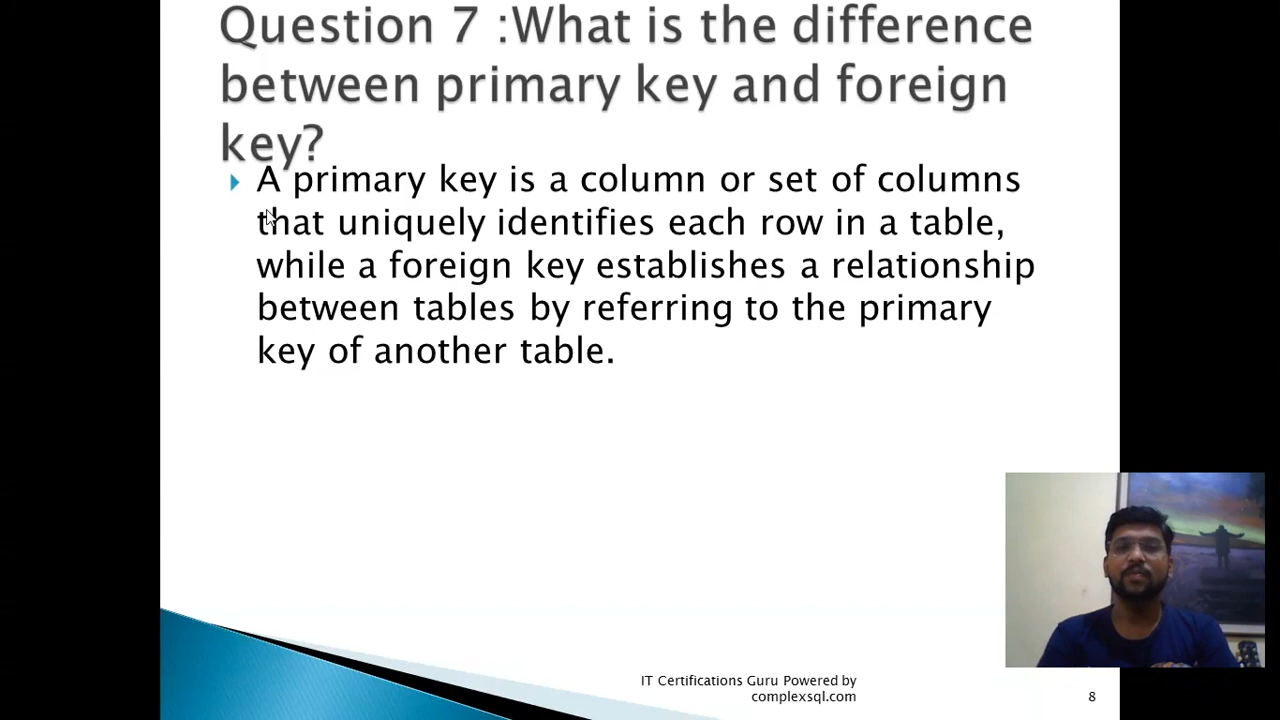 Question 7 :What is the difference
between primary key and foreign
key?
A primary key is a column or set of columns
that uniquely identifies each row in a table,
while a foreign key establishes a relationship
between tables by referring to the primary
key of another table.
IT Certifications Guru Powered by
complexsql.com
8